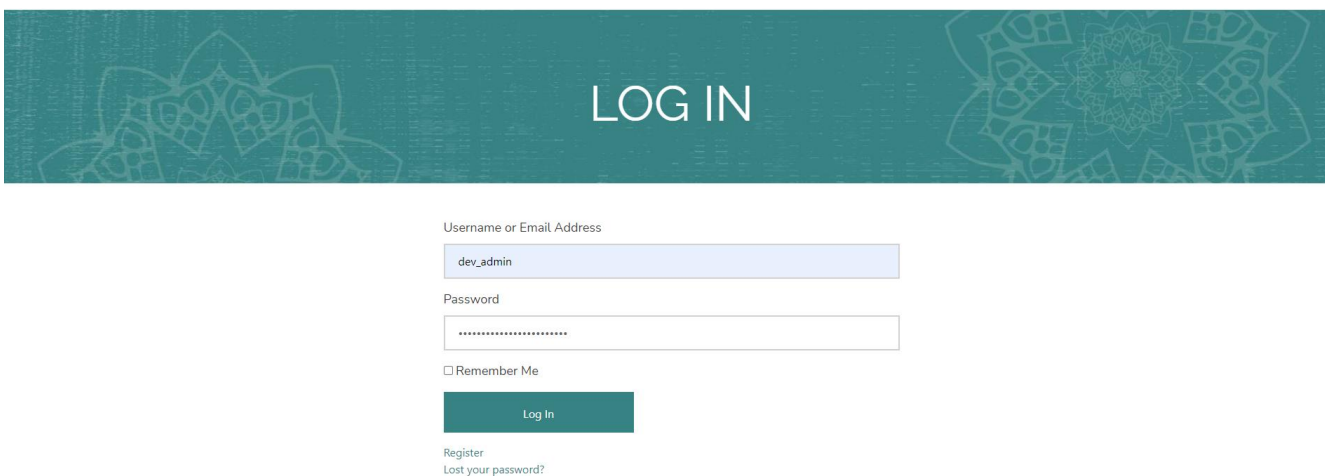 LOG IN
Username or Email Address
dev_admin
Password
Remember Me
Log In
Register
Lost your password?